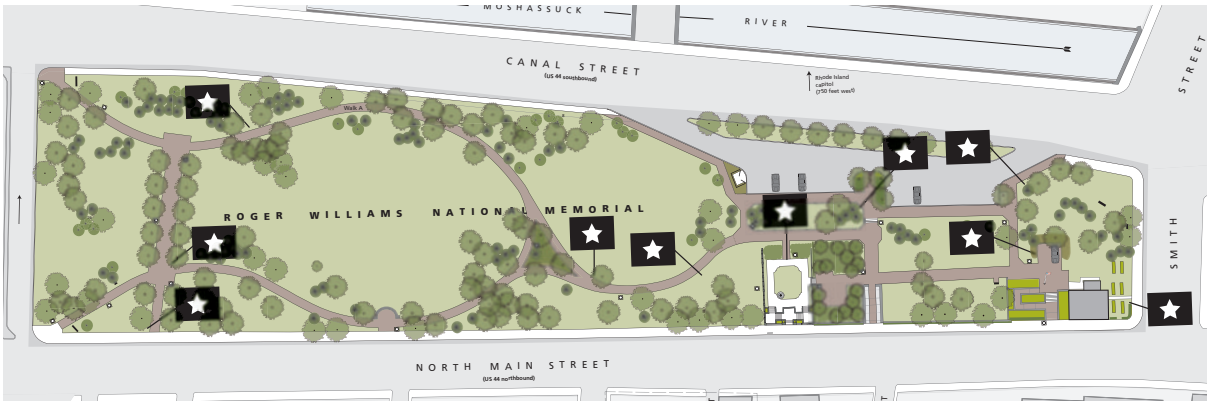 MOSHASSUCK
RIVER
CANAL STREET
(US 44 southbound)
Rhode Island
capitol
(750 feet west)
STREET
Walk A
ROGER WILLIAMS NATIONAL MEMORIAL
SMITH
NORTH MAIN STREET
(US 44 northbound)